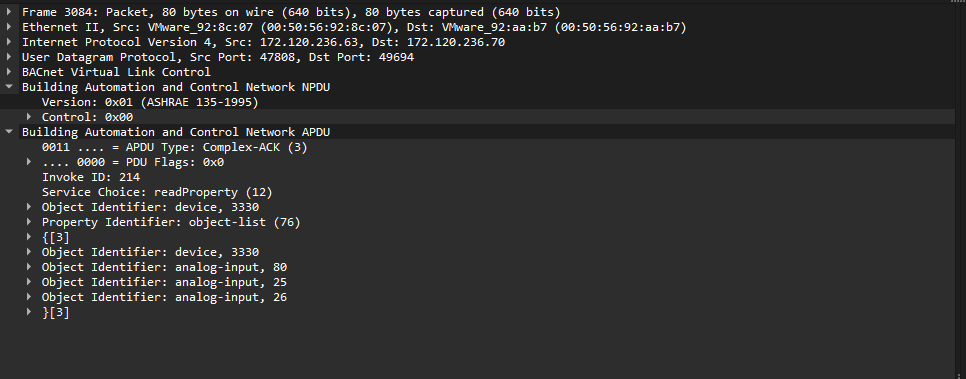 Frame 3084: Packet, 80 bytes on wire (640 bits), 80 bytes captured (640 bits)
Ethernet II, Src: VMware_92:8c:07 (00:50:56:92:8c:07), Dst: VMware_92:aa:b7 (00:50:56:92:aa:b7)
Internet Protocol Version 4, Src: 172.120.236.63, Dst: 172.120.236.70
User Datagram Protocol, Src Port: 47808, Dst Port: 49694
BACnet Virtual Link Control
Building Automation and Control Network NPDU
Version: 0x01 (ASHRAE 135-1995)
Control: 0x00
Building Automation and Control Network APDU
0011 .... = APDU Type: Complex-ACK (3)
.... 0000 = PDU Flags: 0x0
Invoke ID: 214
Service Choice: readProperty (12)
Object Identifier: device, 3330
Property Identifier: object-list (76)
{[3]
Object Identifier: device, 3330
Object Identifier: analog-input, 80
Object Identifier: analog-input, 25
Object Identifier: analog-input, 26
}[3]